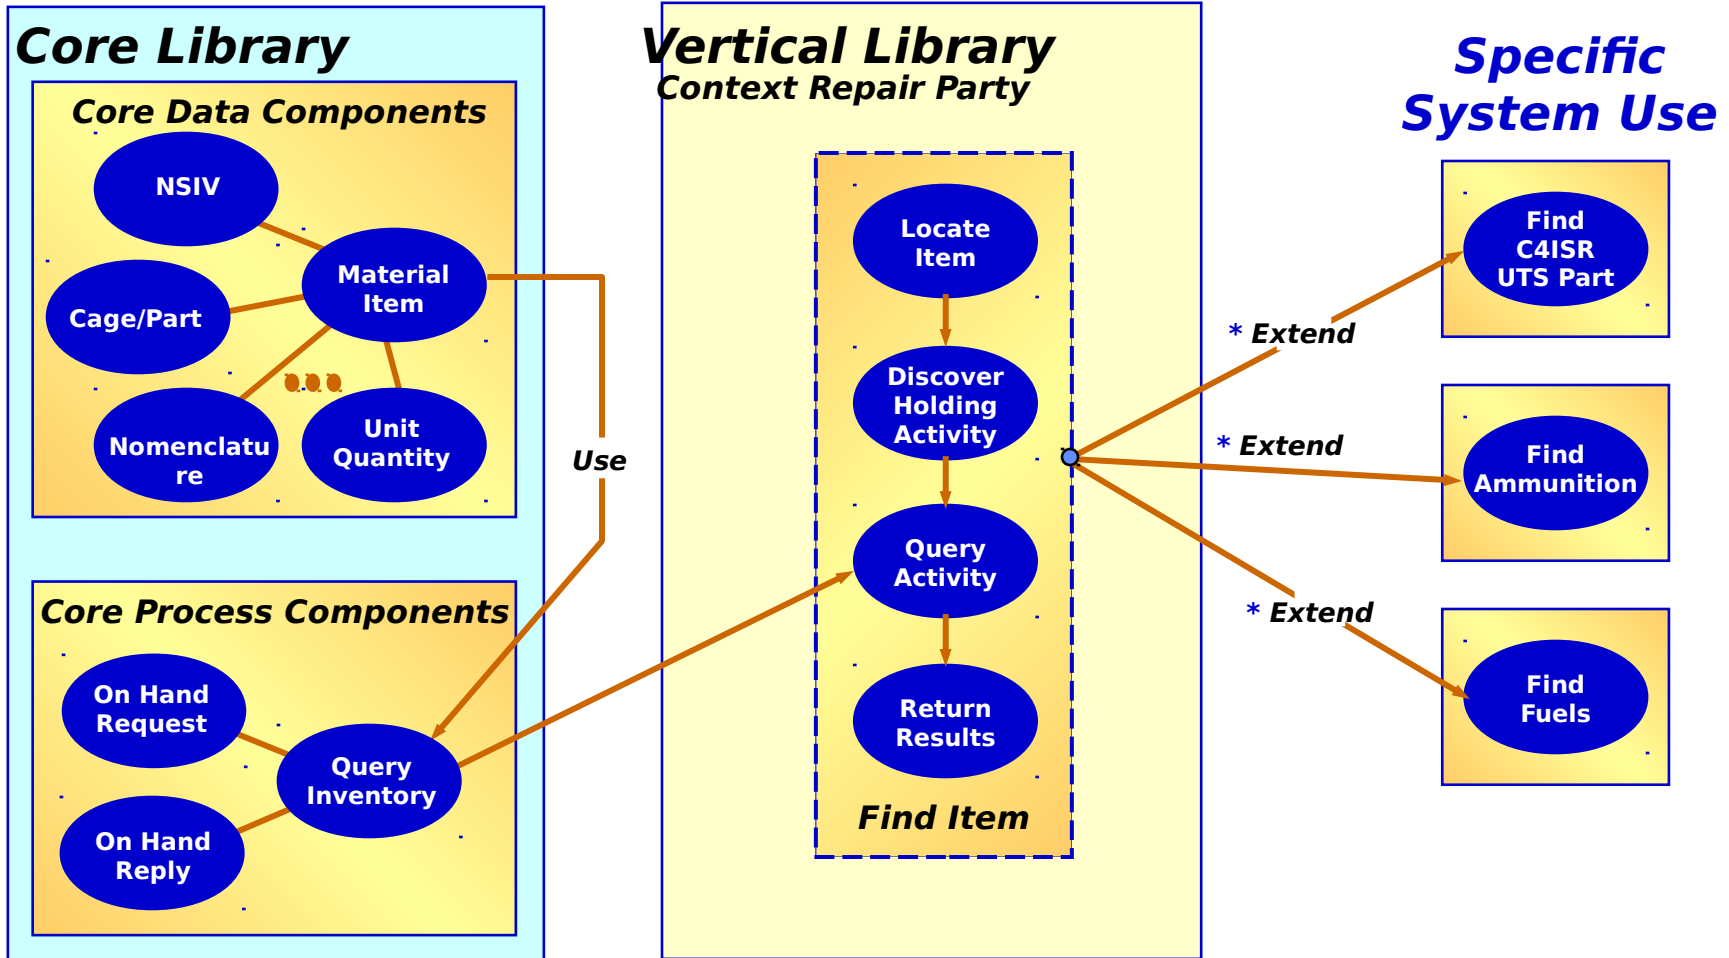 Core Library
Core Data Components
NSIV
Material
Item
Cage/Part
Nomenclatu
re
Unit
Quantity
Use
Core Process Components
On Hand
Request
Query
Inventory
On Hand
Reply
Vertical Library
Context Repair Party
Locate
Item
Discover
Holding
Activity
Query
Activity
Return
Results
Find Item
* Extend
* Extend
* Extend
Specific
System Use
Find
C4ISR
UTS Part
Find
Ammunition
Find
Fuels